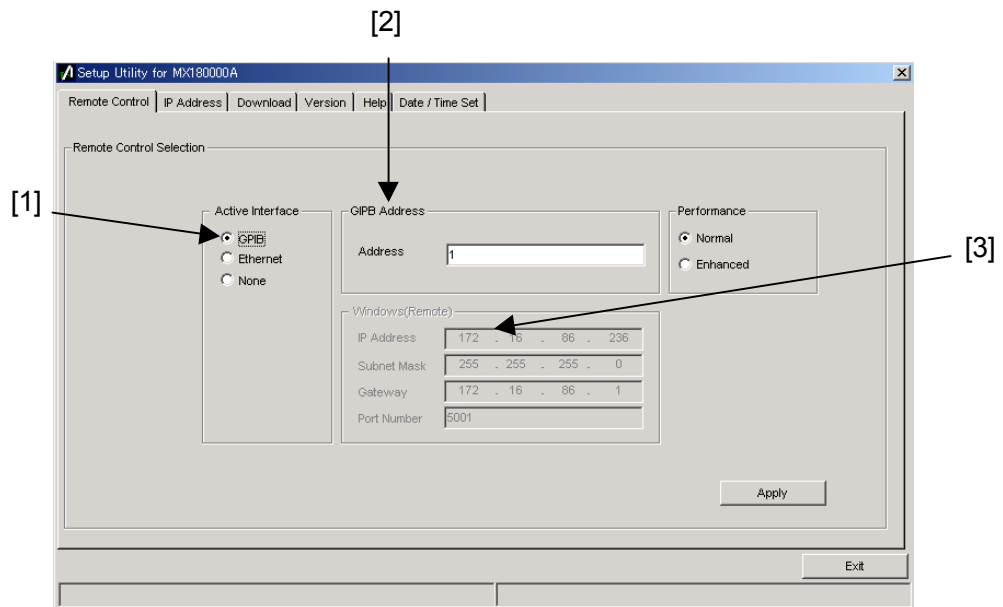 [2]
Setup Utility for MX180000A
Remote Control IP Address Download Version Help Date / Time Set
Remote Control Selection
[1]
Active Interface
GPIB
Ethernet
None
GIPB Address
Address 1
Performance
Normal
Enhanced
[3]
Windows(Remote)
IP Address 172 . 16 . 86 . 236
Subnet Mask 255 . 255 . 255 . 0
Gateway 172 . 16 . 86 . 1
Port Number 5001
Apply
Exit